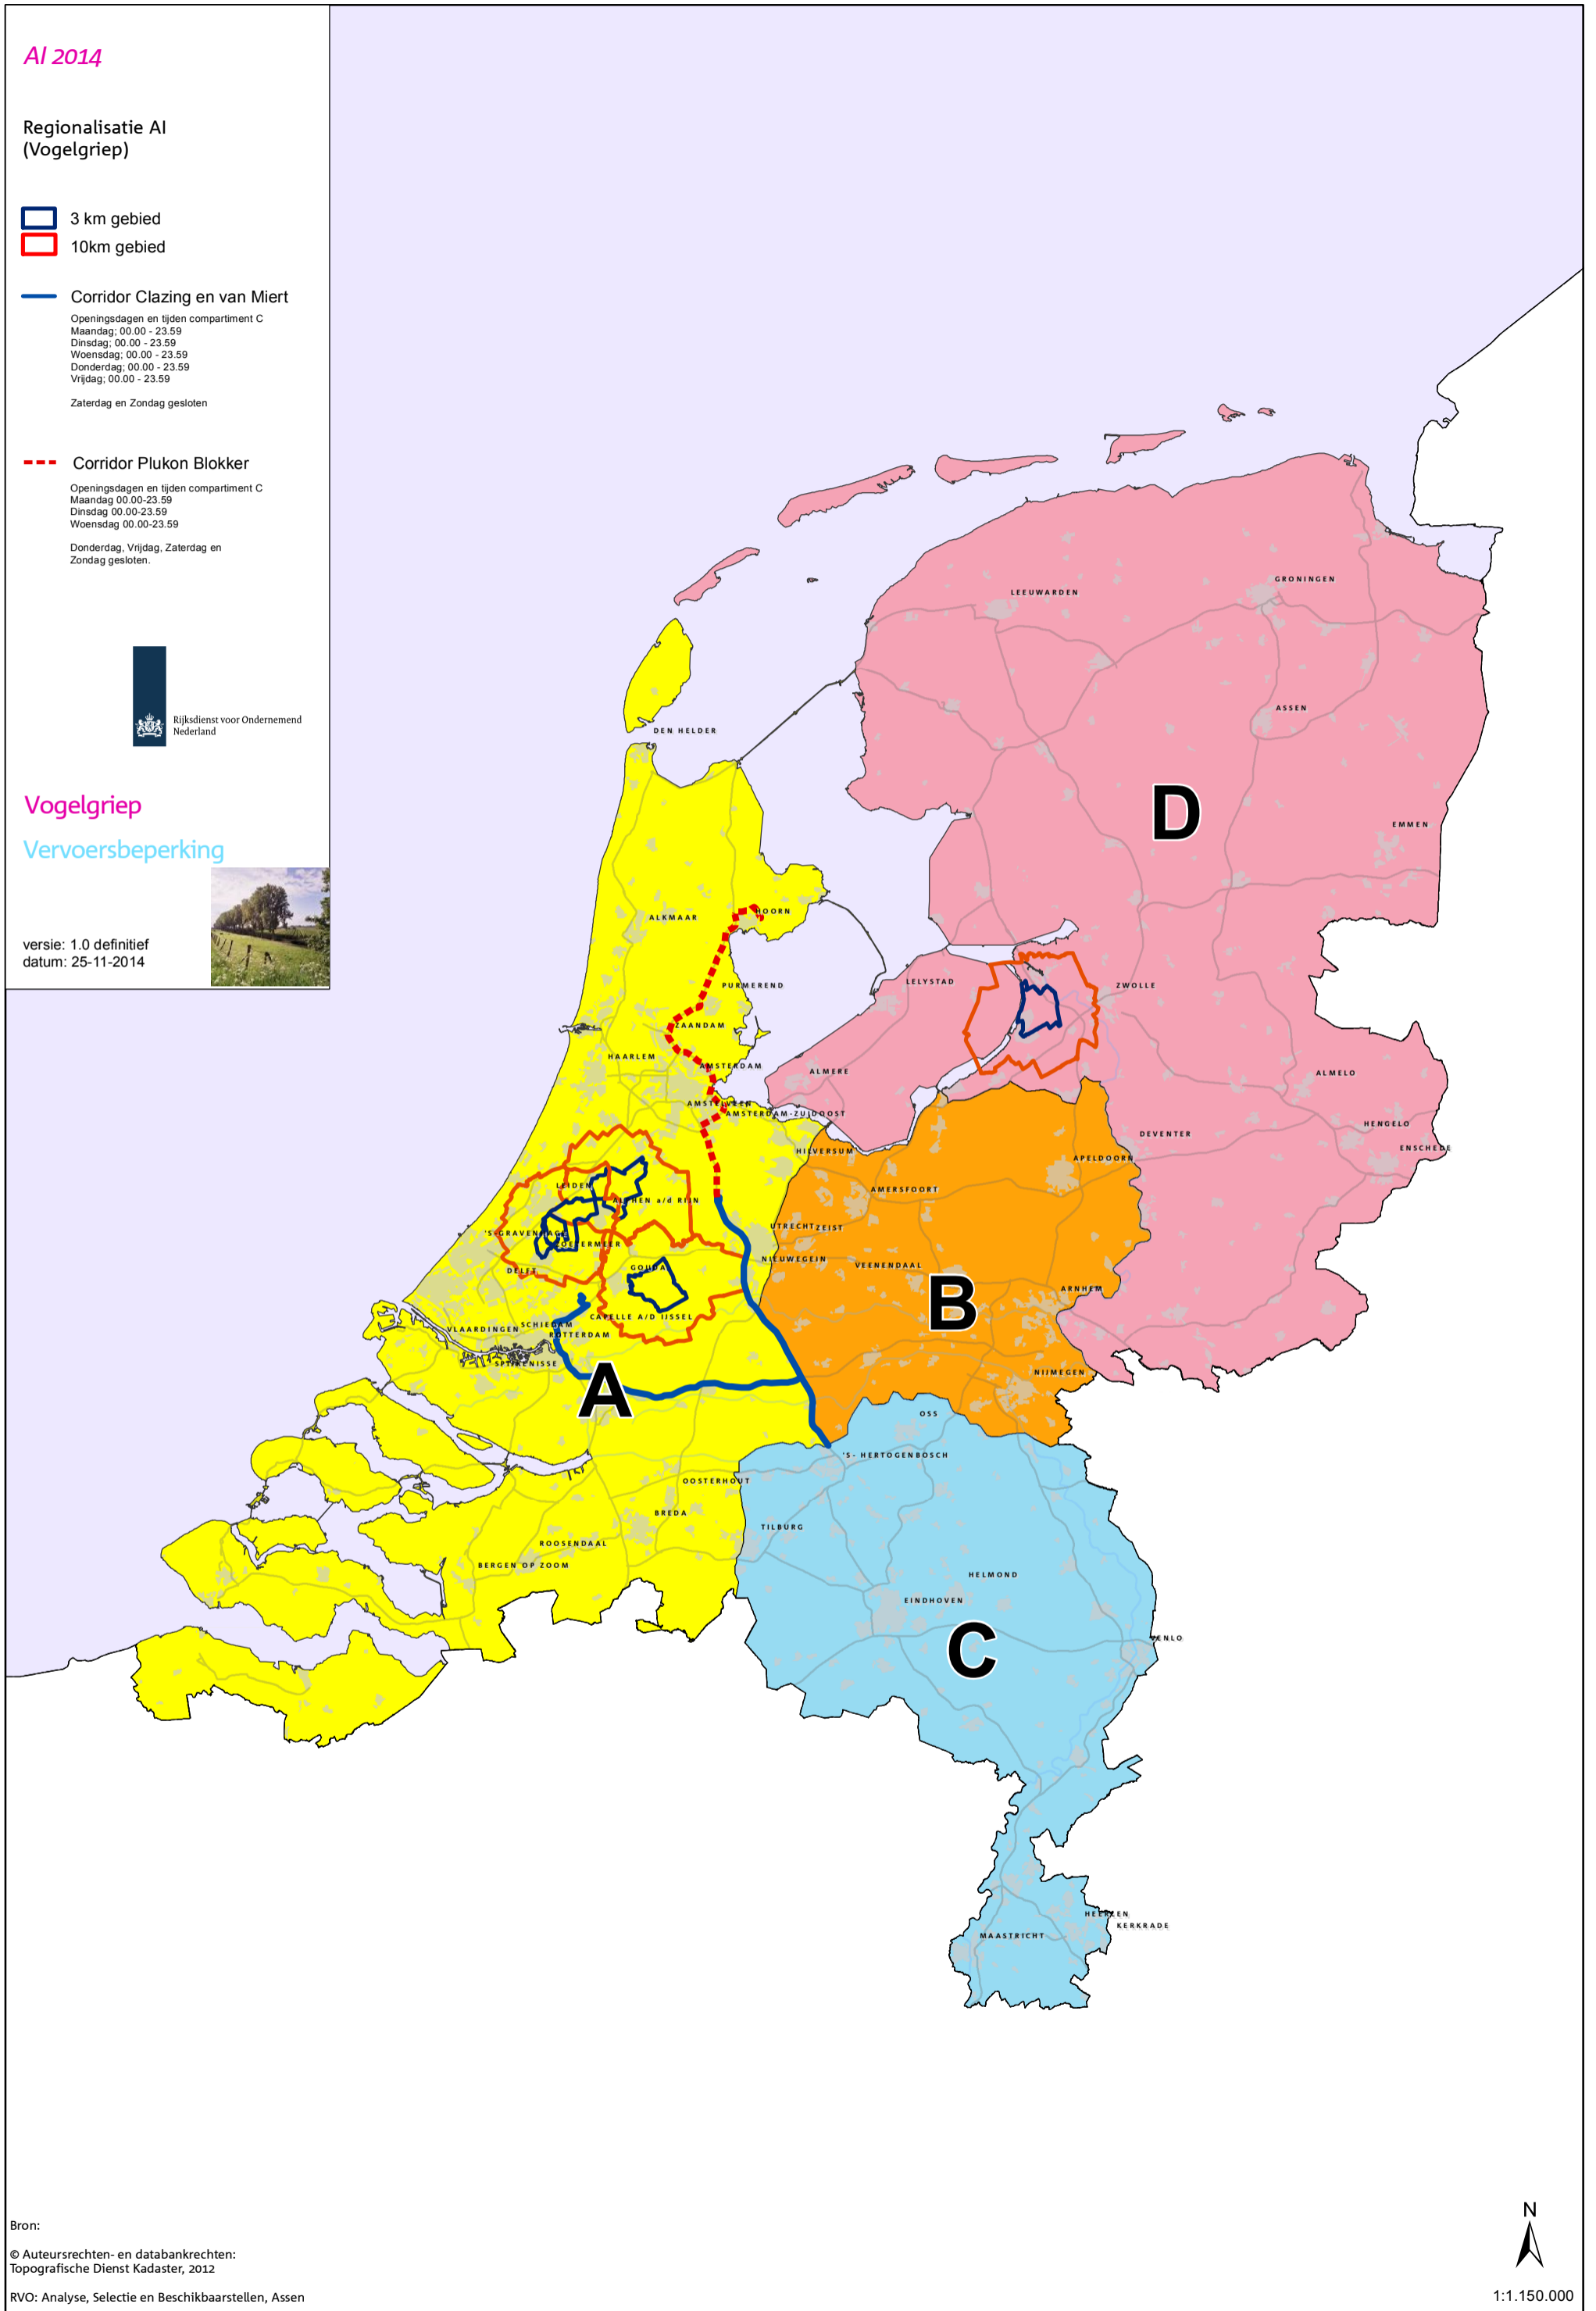 AI 2014
Regionalisatie AI
(Vogelgriep)
3 km gebied
10km gebied
Corridor Clazing en van Miert
Openingsdagen en tijden compartiment C
Maandag; 00.00 - 23.59
Dinsdag; 00.00 - 23.59
Woensdag; 00.00 - 23.59
Donderdag; 00.00 - 23.59
Vrijdag; 00.00 - 23.59
Zaterdag en Zondag gesloten
Corridor Plukon Blokker
Openingsdagen en tijden compartiment C
Maandag 00.00-23.59
Dinsdag 00.00-23.59
Woensdag 00.00-23.59
Donderdag, Vrijdag, Zaterdag en
Zondag gesloten.
Rijksdienst voor Ondernemend
Nederland
Vogelgriep
Vervoersbeperking
versie: 1.0 definitief
datum: 25-11-2014
GRONINGEN
LEEUWARDEN
ASSEN
DEN HELDER
D
EMMEN
HOORN
ALKMAAR
LELYSTAD
PURMEREND
ZWOLLE
ZAANDAM
HAARLEM
AMSTERDAM
ALMERE
ALMELO
AMSTELVEEN
AMSTERDAM-ZUIDOOST
HENGELO
DEVENTER
ENSCHEDE
HILVERSUM
APELDOORN
LEIDEN
AMERSFOORT
ALPHEN a/d RIJN
UTRECHT
ZEIST
'S-GRAVENHAGE
ZOETERMEER
NIEUWEGEIN
VEENENDAAL
GOUDA
DELFT
ARNHEM
B
CAPELLE A/D IJSSEL
SCHIEDAM
VLAARDINGEN
ROTTERDAM
SPIJKENISSE
NIJMEGEN
A
OSS
'S- HERTOGENBOSCH
OOSTERHOUT
BREDA
TILBURG
ROOSENDAAL
BERGEN OP ZOOM
HELMOND
EINDHOVEN
VENLO
C
HEERLEN
KERKRADE
MAASTRICHT
N
1:1.150.000
Bron:
© Auteursrechten- en databankrechten:
Topografische Dienst Kadaster, 2012
RVO: Analyse, Selectie en Beschikbaarstellen, Assen